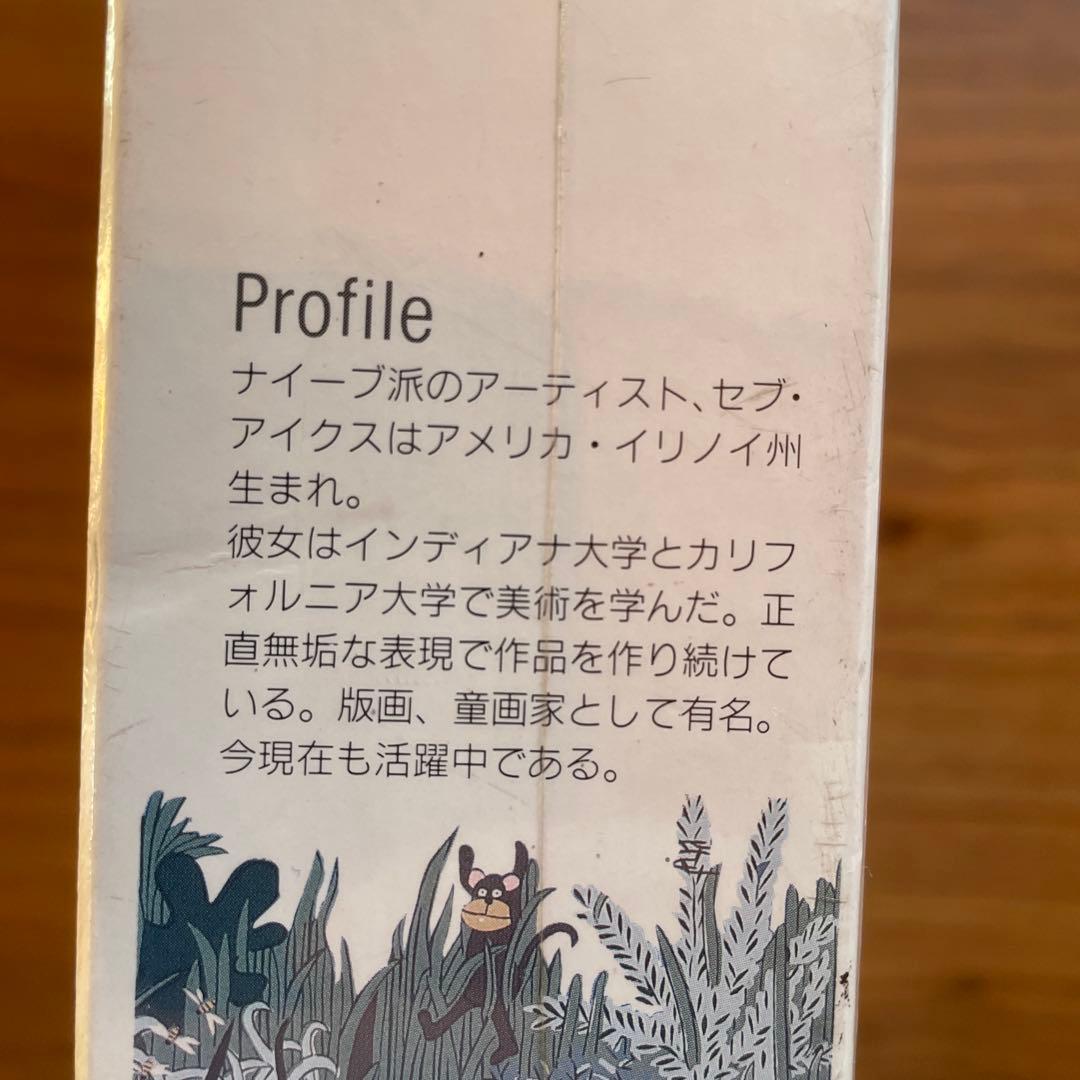 Profile
ナイーブ派のアーティスト、セブ・
アイクスはアメリカ・イリノイ州
生まれ。
彼女はインディアナ大学とカリフ
ォルニア大学で美術を学んだ。正
直無垢な表現で作品を作り続けて
いる。版画、童画家として有名。
今現在も活躍中である。